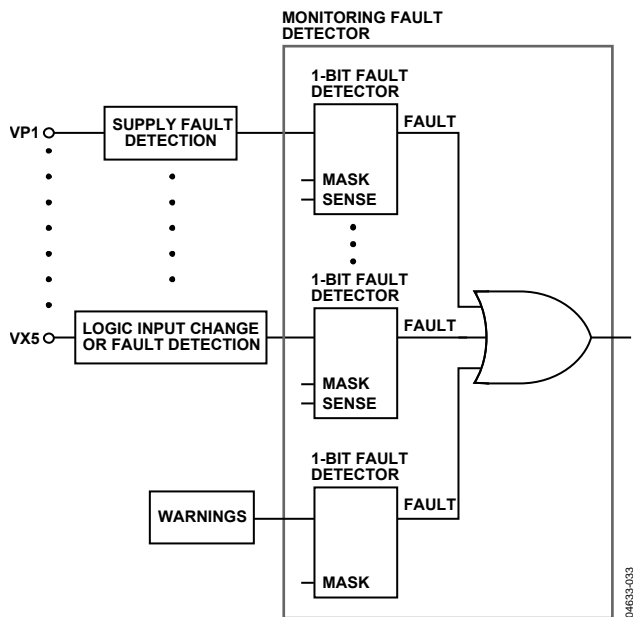 MONITORING FAULT
DETECTOR
1-BIT FAULT
DETECTOR
VP1
SUPPLY FAULT
DETECTION
FAULT
MASK
SENSE
1-BIT FAULT
DETECTOR
VX5
LOGIC INPUT CHANGE
OR FAULT DETECTION
FAULT
MASK
SENSE
1-BIT FAULT
DETECTOR
WARNINGS
FAULT
MASK
04633-033